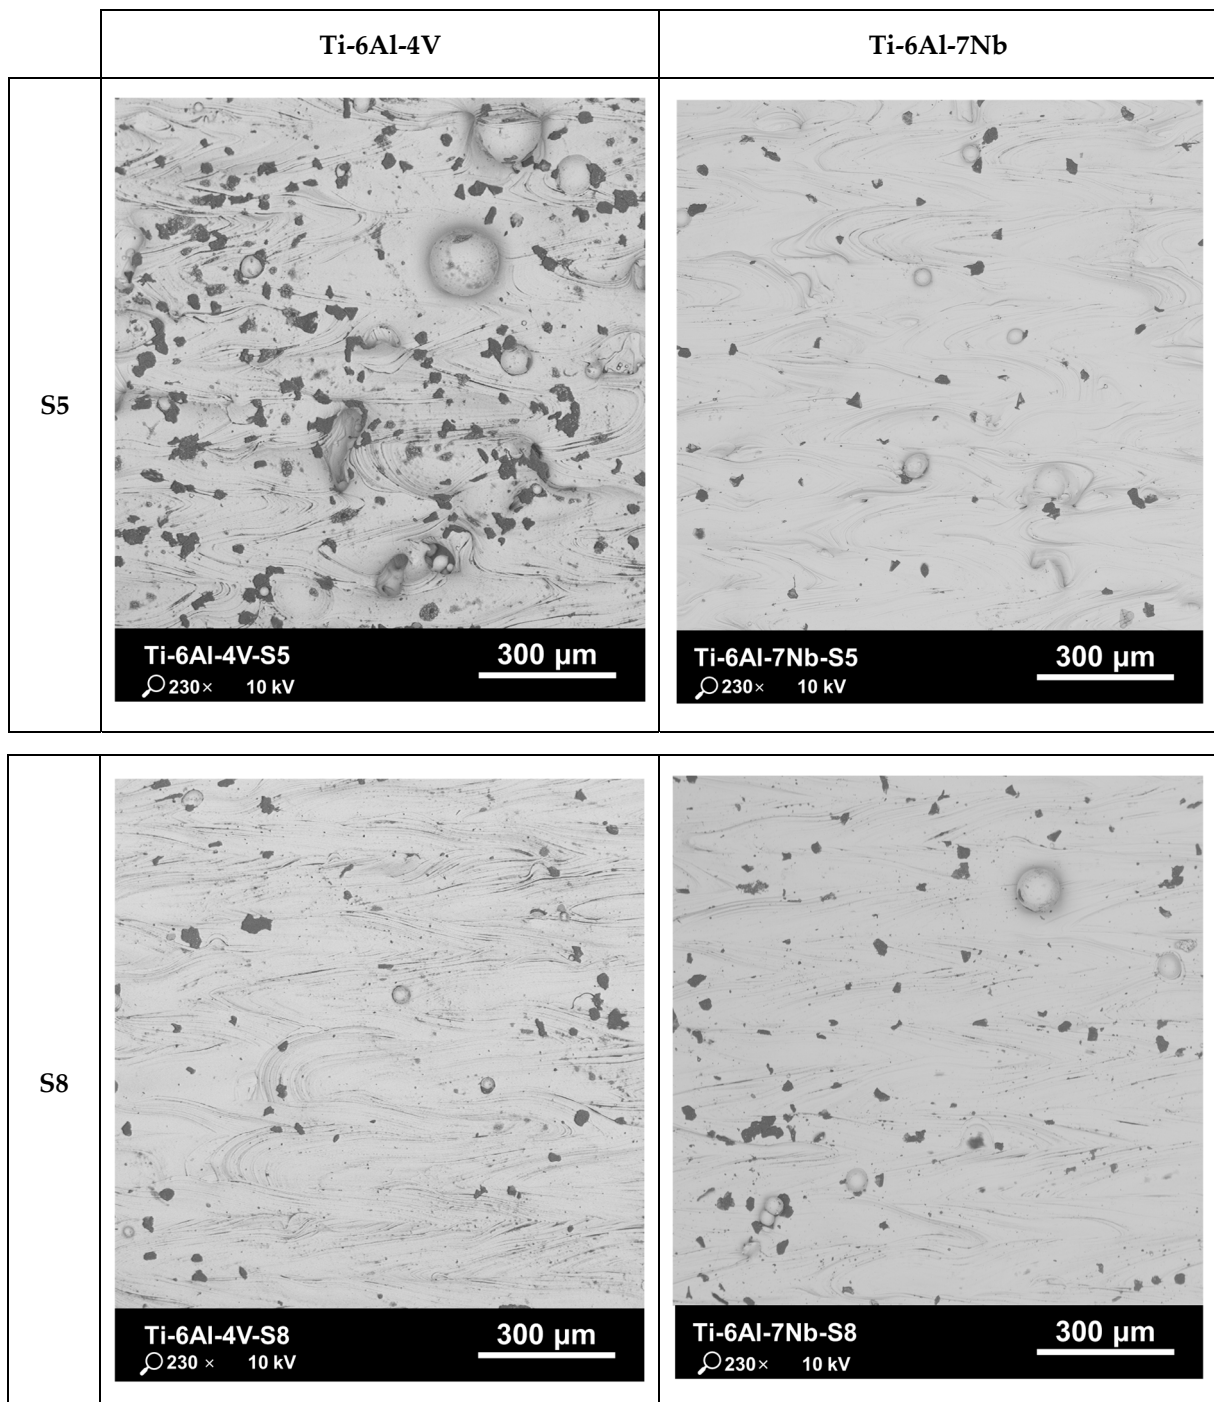 Ti-6Al-4V
Ti-6Al-7Nb
S5
Ti-6Al-4V-S5
300 µm
230× 10 kV
Ti-6Al-7Nb-S5
300 µm
230× 10 kV
S8
Ti-6Al-4V-S8
300 µm
230 × 10 kV
Ti-6Al-7Nb-S8
300 µm
230× 10 kV